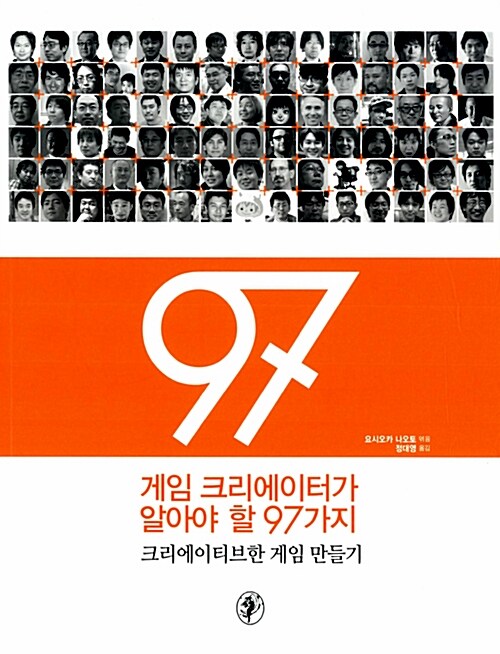 97
요시오카 나오토 엮음
정대영 옮김
게임 크리에이터가
알아야 할 97가지
크리에이티브한 게임 만들기